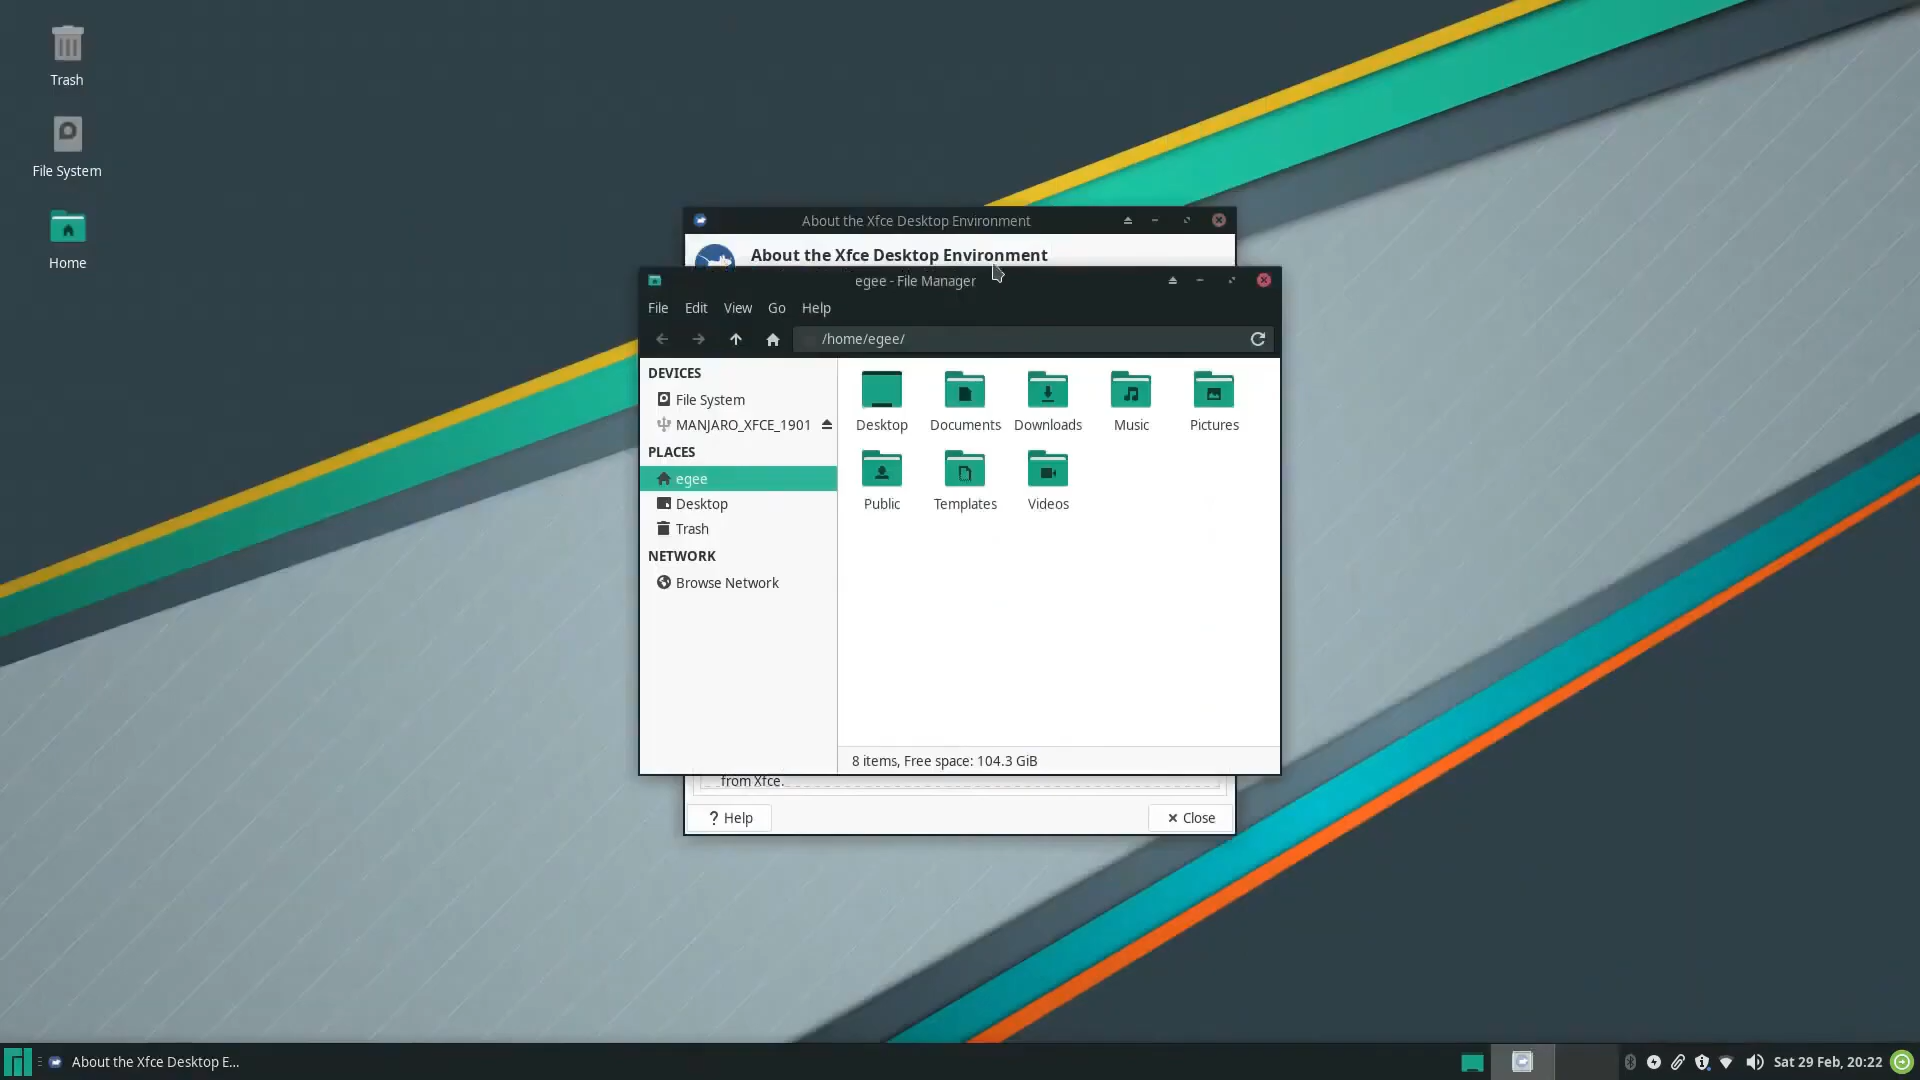 Trash
File System
Home
About the Xfce Desktop Environment
About the Xfce Desktop Environment
egee - File Manager
File Edit View Go Help
/home/egee/
DEVICES
File System
MANJARO_XFCE_1901
PLACES
egee
Desktop
Trash
NETWORK
Browse Network
Desktop Documents Downloads Music Pictures
Public Templates Videos
8 items, Free space: 104.3 GiB
from Xfce.
? Help
Close
About the Xfce Desktop E...
Sat 29 Feb, 20:22